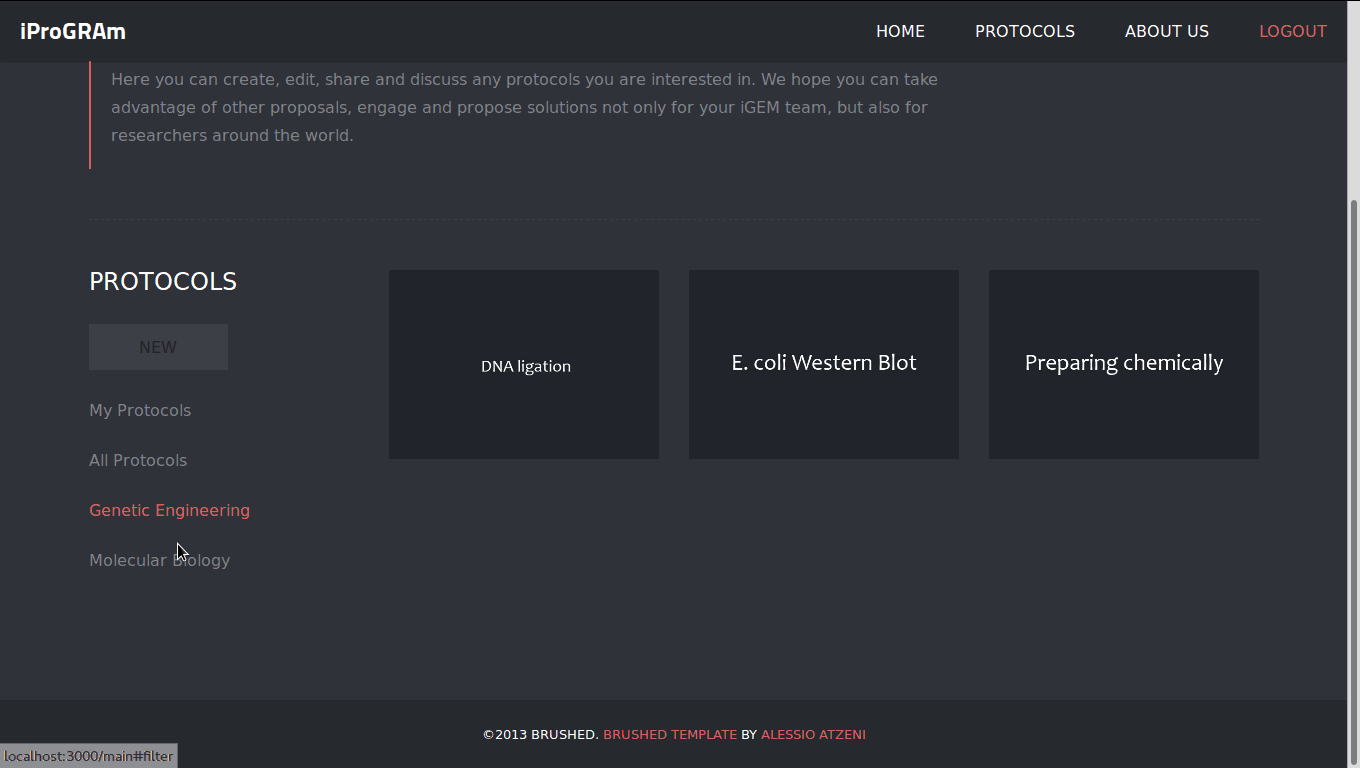 iProGRAm
HOME PROTOCOLS ABOUT US LOGOUT
Here you can create, edit, share and discuss any protocols you are interested in. We hope you can take
advantage of other proposals, engage and propose solutions not only for your iGEM team, but also for
researchers around the world.
PROTOCOLS
NEW
My Protocols
All Protocols
Genetic Engineering
Molecular Biology
DNA ligation
E. coli Western Blot
Preparing chemically
©2013 BRUSHED. BRUSHED TEMPLATE BY ALESSIO ATZENI
localhost:3000/main#filter